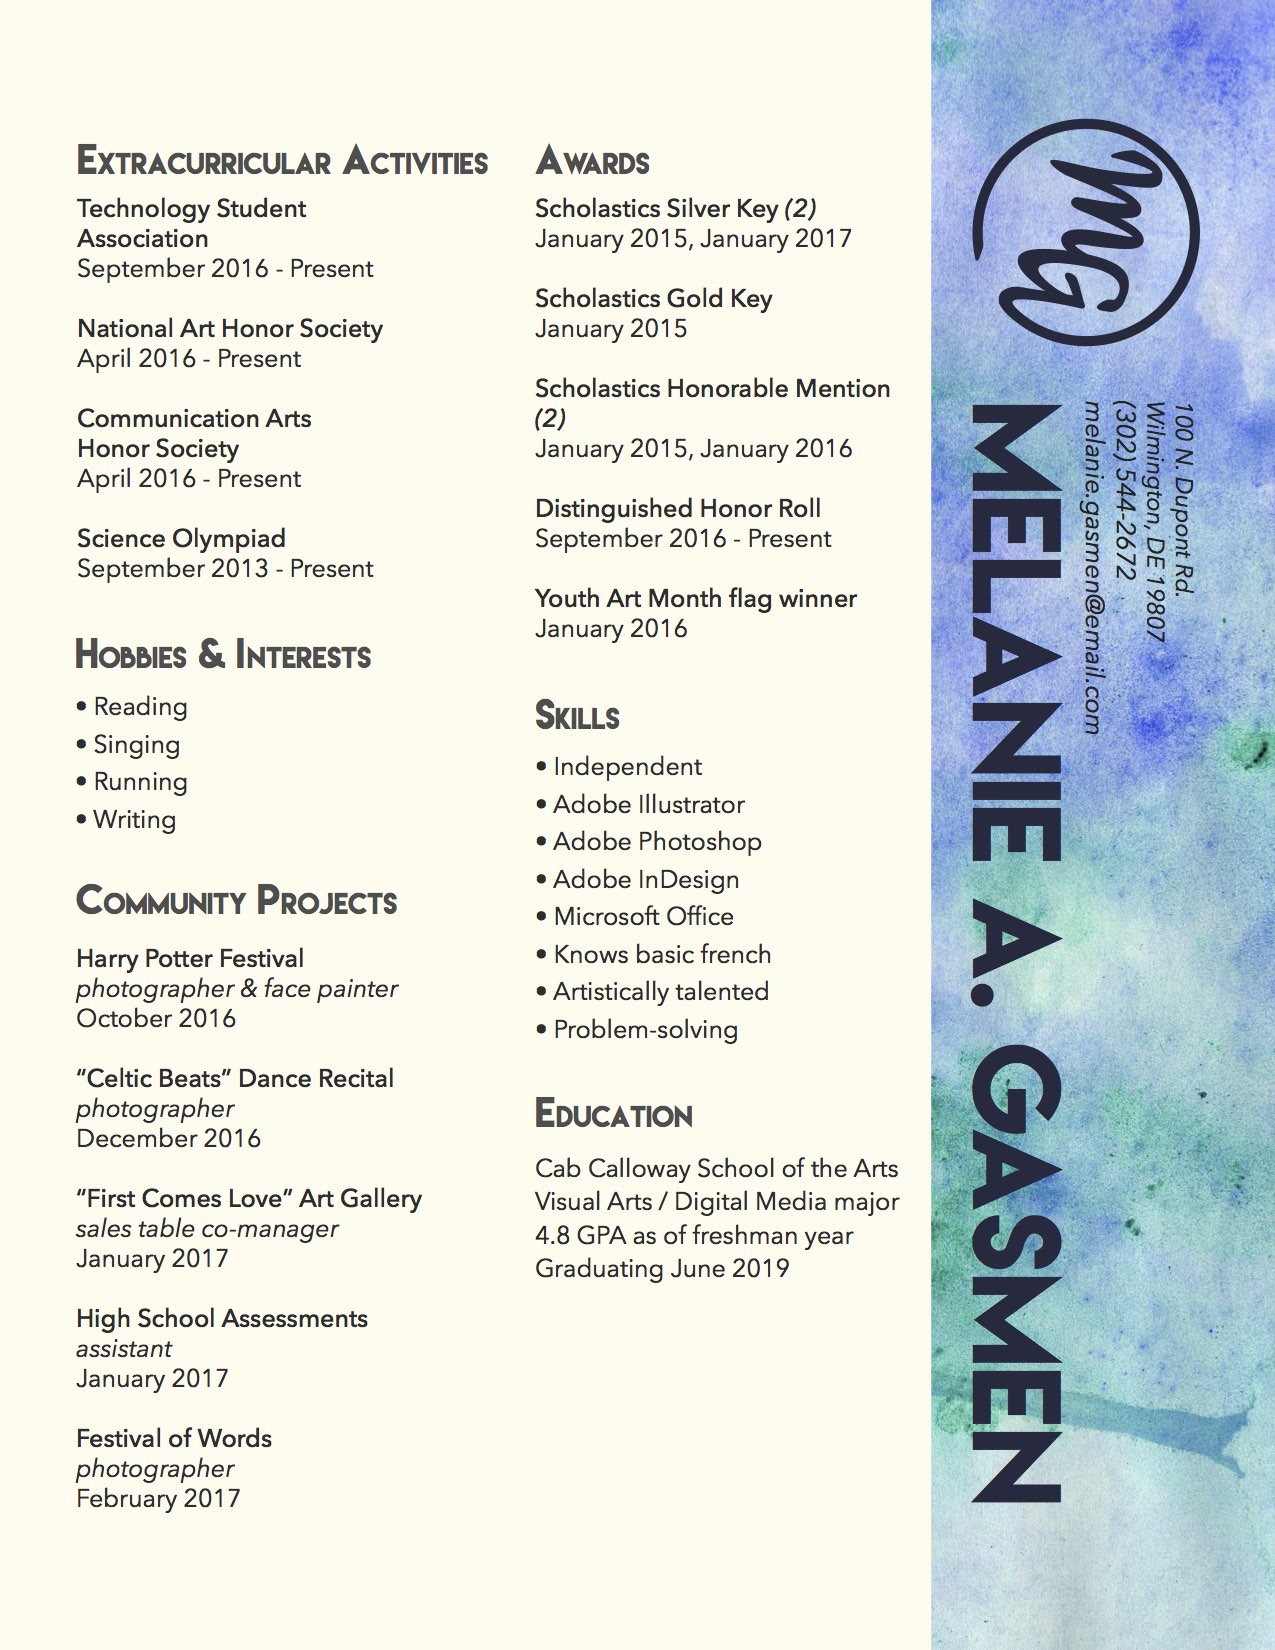 EXTRACURRICULAR ACTIVITIES
Technology Student
Association
September 2016 - Present
National Art Honor Society
April 2016 - Present
Communication Arts
Honor Society
April 2016 - Present
Science Olympiad
September 2013 - Present
HOBBIES & INTERESTS
• Reading
• Singing
• Running
• Writing
COMMUNITY PROJECTS
Harry Potter Festival
photographer & face painter
October 2016
“Celtic Beats” Dance Recital
photographer
December 2016
“First Comes Love” Art Gallery
sales table co-manager
January 2017
High School Assessments
assistant
January 2017
Festival of Words
photographer
February 2017
AWARDS
Scholastics Silver Key (2)
January 2015, January 2017
Scholastics Gold Key
January 2015
Scholastics Honorable Mention
(2)
January 2015, January 2016
Distinguished Honor Roll
September 2016 - Present
Youth Art Month flag winner
January 2016
SKILLS
• Independent
• Adobe Illustrator
• Adobe Photoshop
• Adobe InDesign
• Microsoft Office
• Knows basic french
• Artistically talented
• Problem-solving
EDUCATION
Cab Calloway School of the Arts
Visual Arts / Digital Media major
4.8 GPA as of freshman year
Graduating June 2019
MG
100 N. Dupont Rd.
Wilmington, DE 19807
(302) 544-2672
melanie.gasmen@email.com
MELANIE A. GASMEN